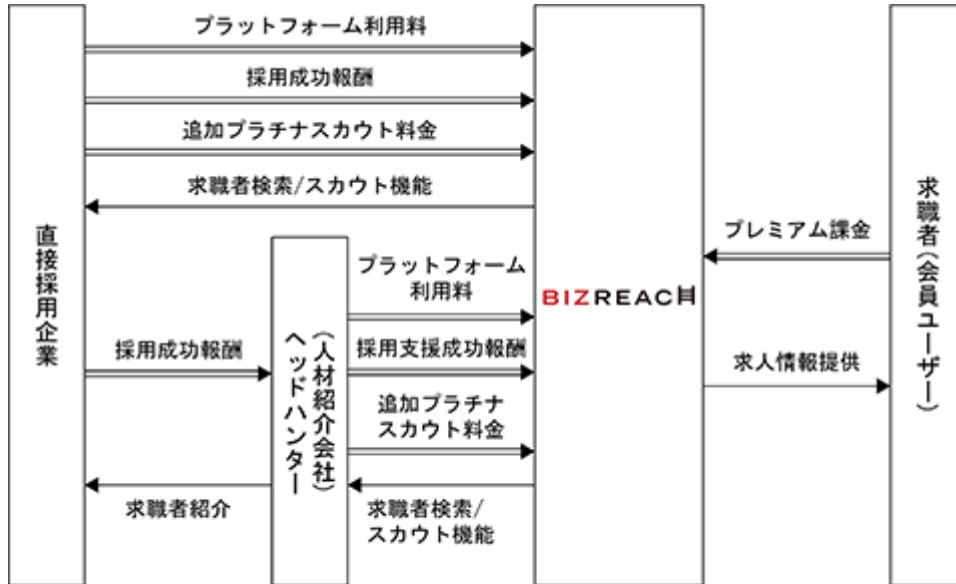 プラットフォーム利用料
採用成功報酬
追加プラチナスカウト料金
求職者検索/スカウト機能
直接採用企業
採用成功報酬
求職者紹介
ヘッドハンター
(人材紹介会社)
プラットフォーム
利用料
採用支援成功報酬
追加プラチナ
スカウト料金
求職者検索/
スカウト機能
BIZREACH
プレミアム課金
求人情報提供
求職者(会員ユーザー)